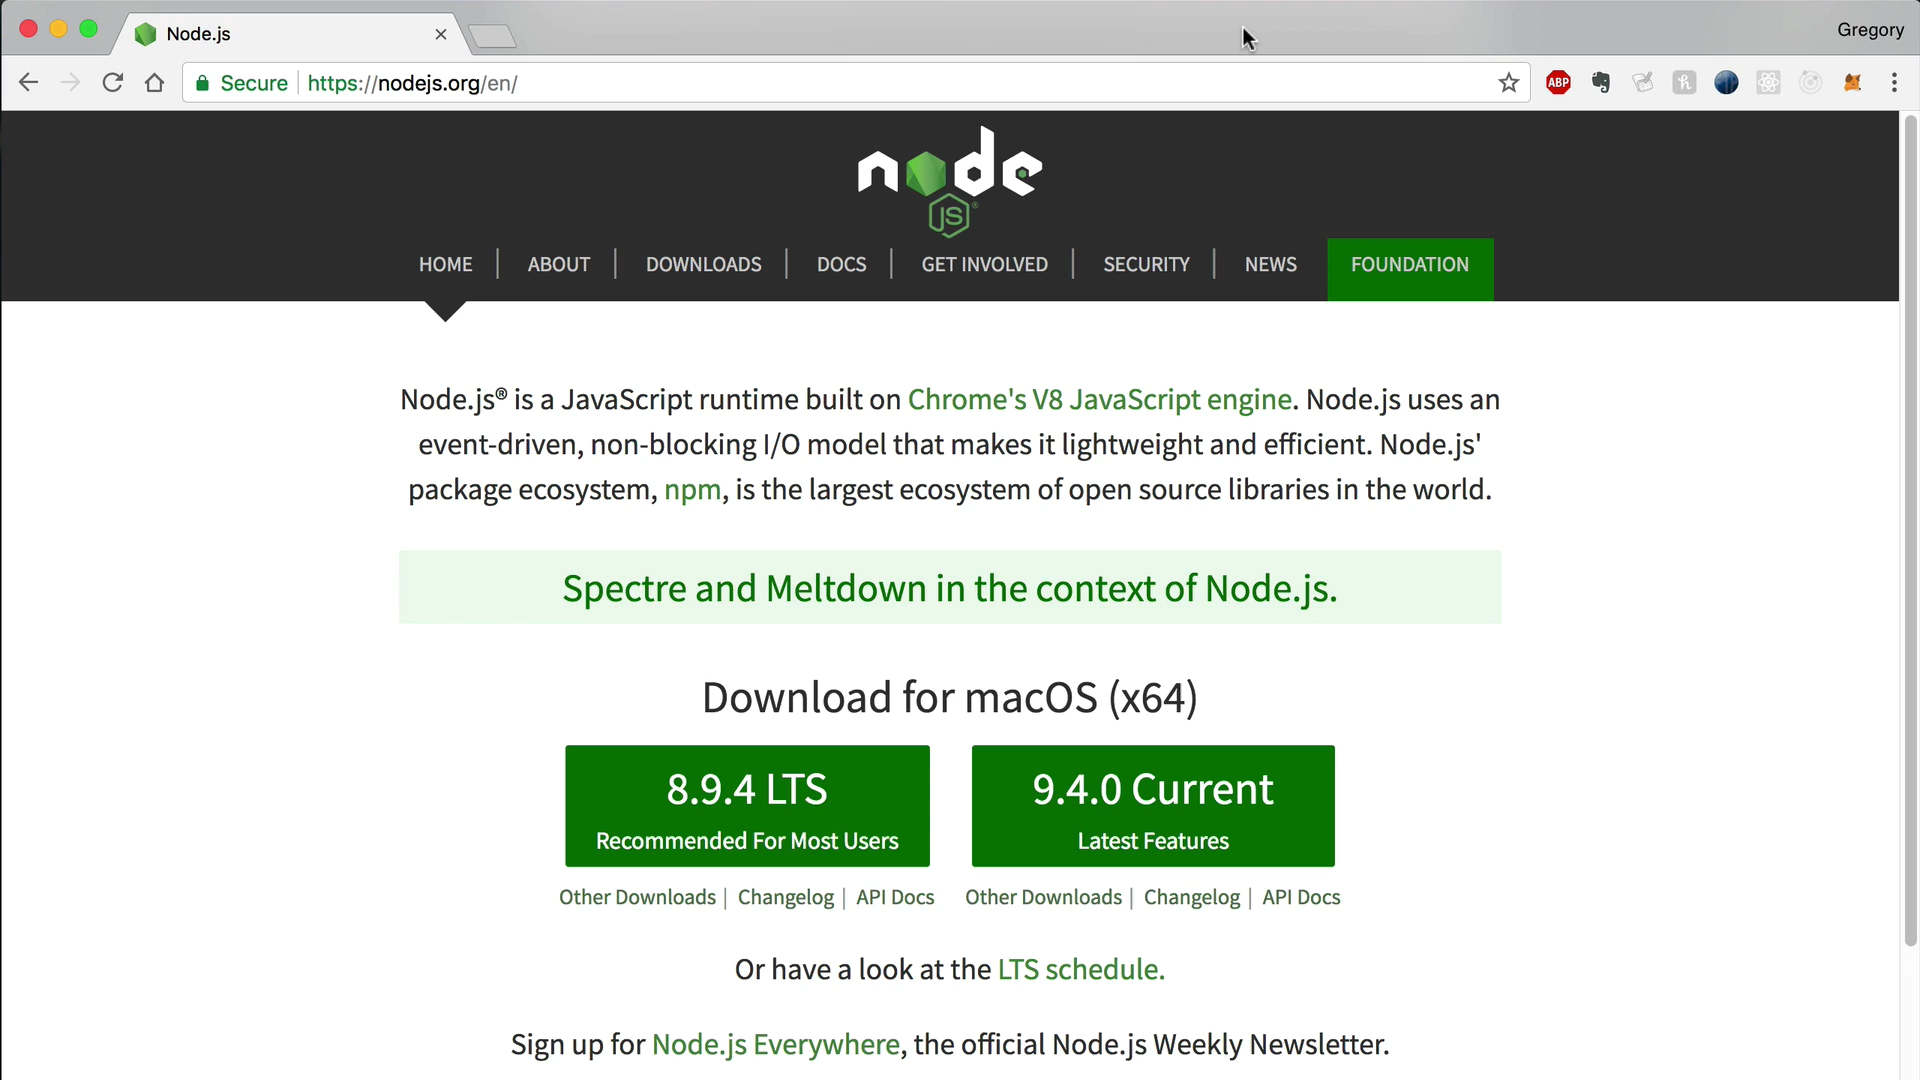 Node.js
Gregory
Secure | https://nodejs.org/en/
ABP
node
JS®
HOME | ABOUT | DOWNLOADS | DOCS | GET INVOLVED | SECURITY | NEWS FOUNDATION
Node.js® is a JavaScript runtime built on Chrome's V8 JavaScript engine. Node.js uses an
event-driven, non-blocking I/O model that makes it lightweight and efficient. Node.js'
package ecosystem, npm, is the largest ecosystem of open source libraries in the world.
Spectre and Meltdown in the context of Node.js.
Download for macOS (x64)
8.9.4 LTS
Recommended For Most Users
9.4.0 Current
Latest Features
Other Downloads | Changelog | API Docs
Other Downloads | Changelog | API Docs
Or have a look at the LTS schedule.
Sign up for Node.js Everywhere, the official Node.js Weekly Newsletter.